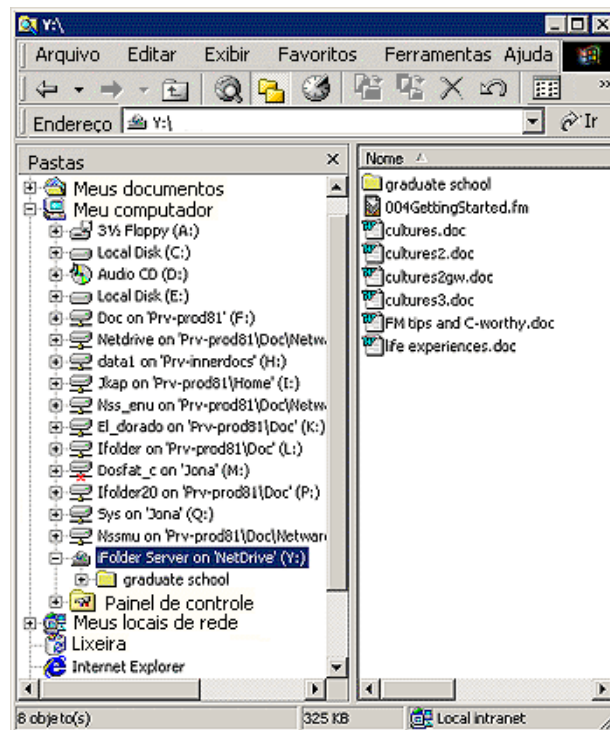 Y:\
Arquivo Editar Exibir Favoritos Ferramentas Ajuda
Endereço Y:\ Ir
Pastas
Meus documentos
Meu computador
3½ Floppy (A:)
Local Disk (C:)
Audio CD (D:)
Local Disk (E:)
Doc on 'Prv-prod81' (F:)
Netdrive on 'Prv-prod81\Doc\Netw
data1 on 'Prv-innerdocs' (H:)
Jkap on 'Prv-prod81\Home' (I:)
Nss_enu on 'Prv-prod81\Doc\Netw
El_dorado on 'Prv-prod81\Doc' (K:)
Ifolder on 'Prv-prod81\Doc' (L:)
Dosfat_c on 'Jona' (M:)
Ifolder20 on 'Prv-prod81\Doc' (P:)
Sys on 'Jona' (Q:)
Nssmu on 'Prv-prod81\Doc\Netwar
iFolder Server on 'NetDrive' (Y:)
graduate school
Painel de controle
Meus locais de rede
Lixeira
Internet Explorer
Nome
graduate school
004GettingStarted.fm
cultures.doc
cultures2.doc
cultures2gw.doc
cultures3.doc
FM tips and C-worthy.doc
life experiences.doc
8 objeto(s) 325 KB Local intranet